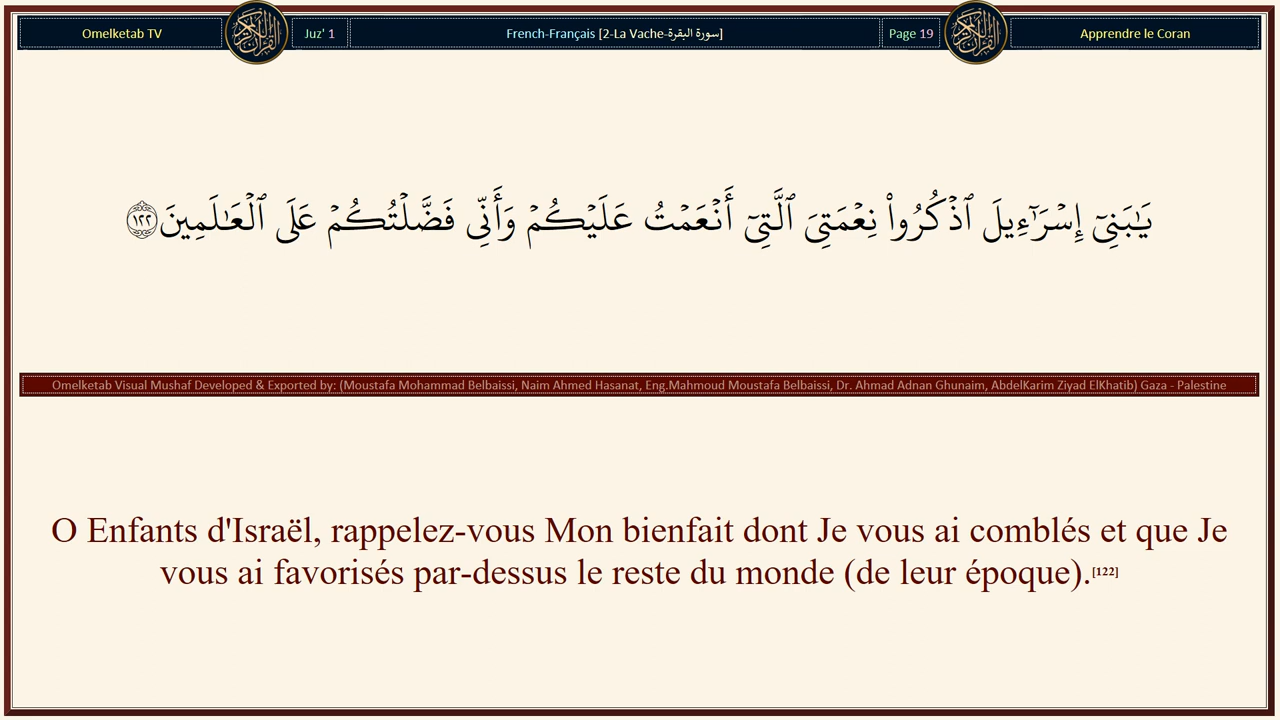 Omelketab TV
Juz' 1
French-Français [2-La Vache-سورة البقرة]
Page 19
Apprendre le Coran
يَٰبَنِيٓ إِسۡرَٰٓءِيلَ ٱذۡكُرُواْ نِعۡمَتِيَ ٱلَّتِيٓ أَنۡعَمۡتُ عَلَيۡكُمۡ وَأَنِّي فَضَّلۡتُكُمۡ عَلَى ٱلۡعَٰلَمِينَ ١٢٢
Omelketab Visual Mushaf Developed & Exported by: (Moustafa Mohammad Belbaissi, Naim Ahmed Hasanat, Eng.Mahmoud Moustafa Belbaissi, Dr. Ahmad Adnan Ghunaim, AbdelKarim Ziyad ElKhatib) Gaza - Palestine
O Enfants d'Israël, rappelez-vous Mon bienfait dont Je vous ai comblés et que Je
vous ai favorisés par-dessus le reste du monde (de leur époque).[122]